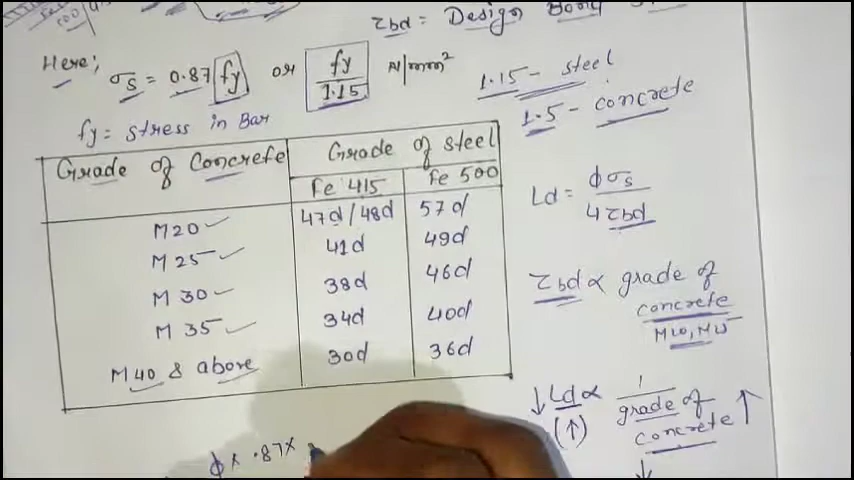 τbd = Design Bond
Here;
σs = 0.87 fy or fy/1.15 N/mm²
1.15 - steel
1.5 - concrete
fy = stress in Bar
Grade of Concrete Grade of Steel
Fe 415 Fe 500
M20 47d/48d 57d
M25 41d 49d
M30 38d 46d
M35 34d 40d
M40 & above 30d 36d
Ld = ϕσs/4τbd
τbd ∝ grade of
concrete
↓Ld ∝ 1/grade of
(↑) concrete ↑
↓
ϕ × .87 ×